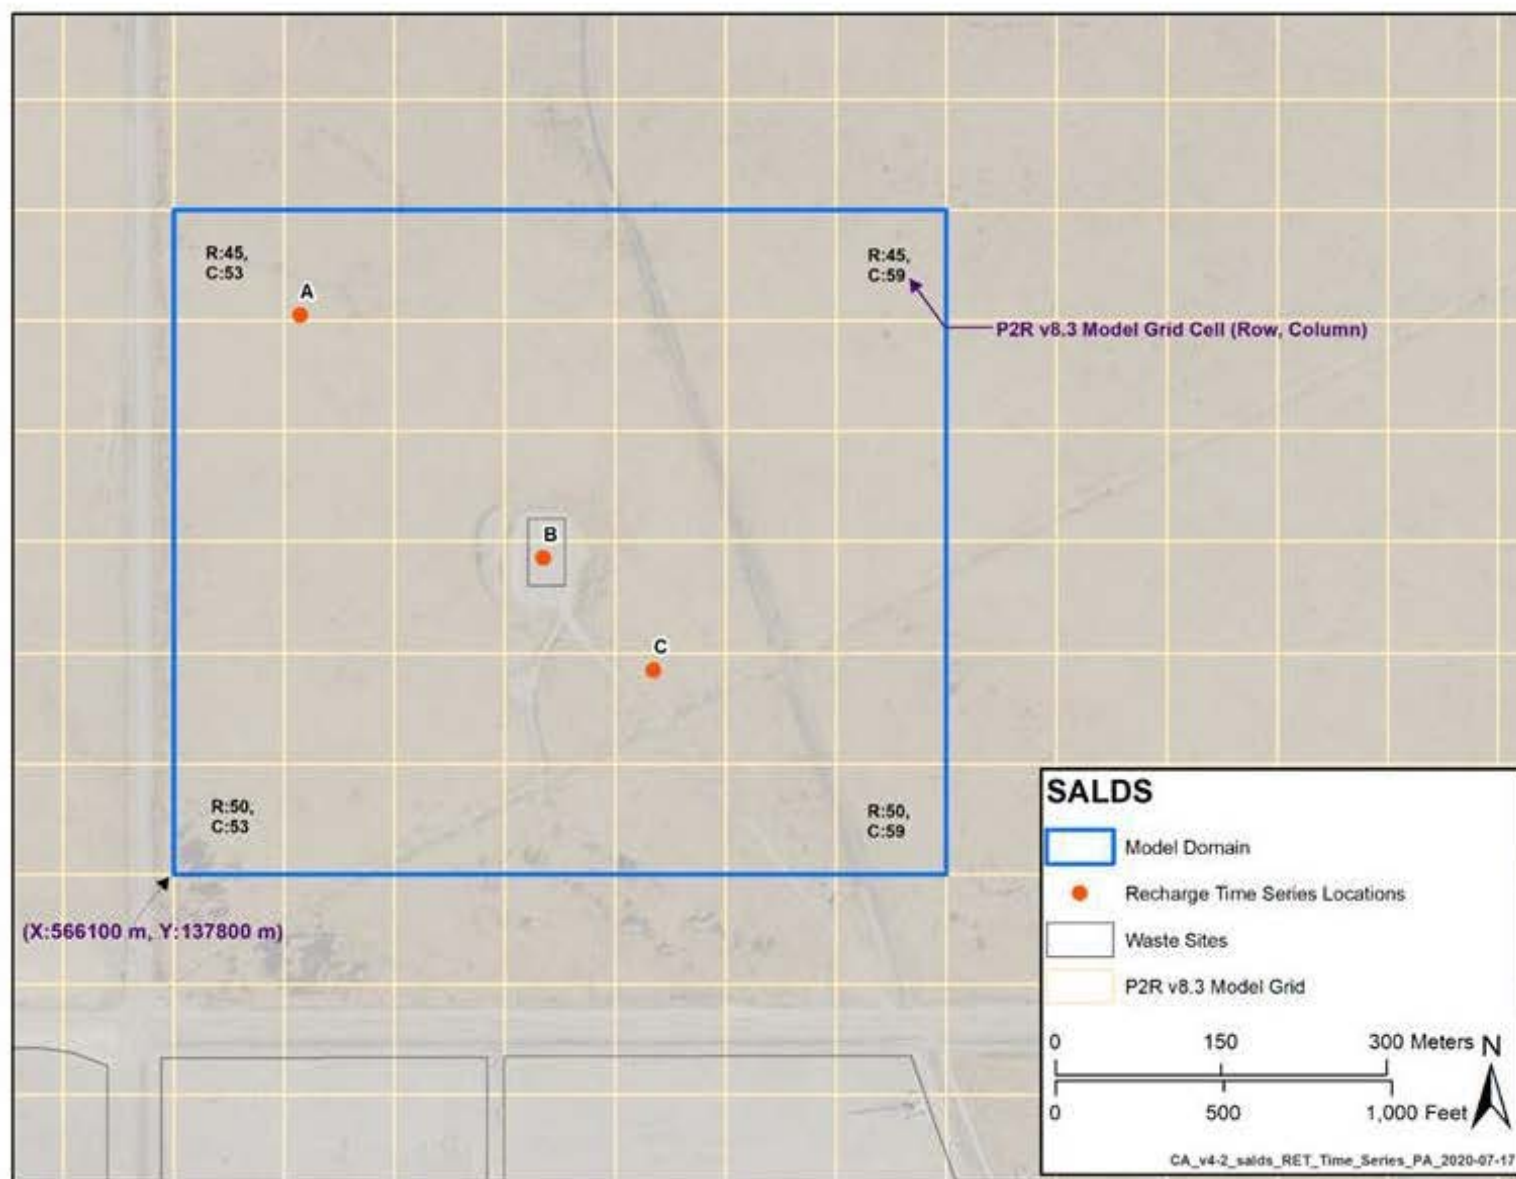 R:45,
C:53
R:45,
C:59
A
P2R v8.3 Model Grid Cell (Row, Column)
B
C
R:50,
C:53
R:50,
C:59
(X:566100 m, Y:137800 m)
SALDS
Model Domain
Recharge Time Series Locations
Waste Sites
P2R v8.3 Model Grid
0 150 300 Meters N
0 500 1,000 Feet
CA_v4-2_salds_RET_Time_Series_PA_2020-07-17